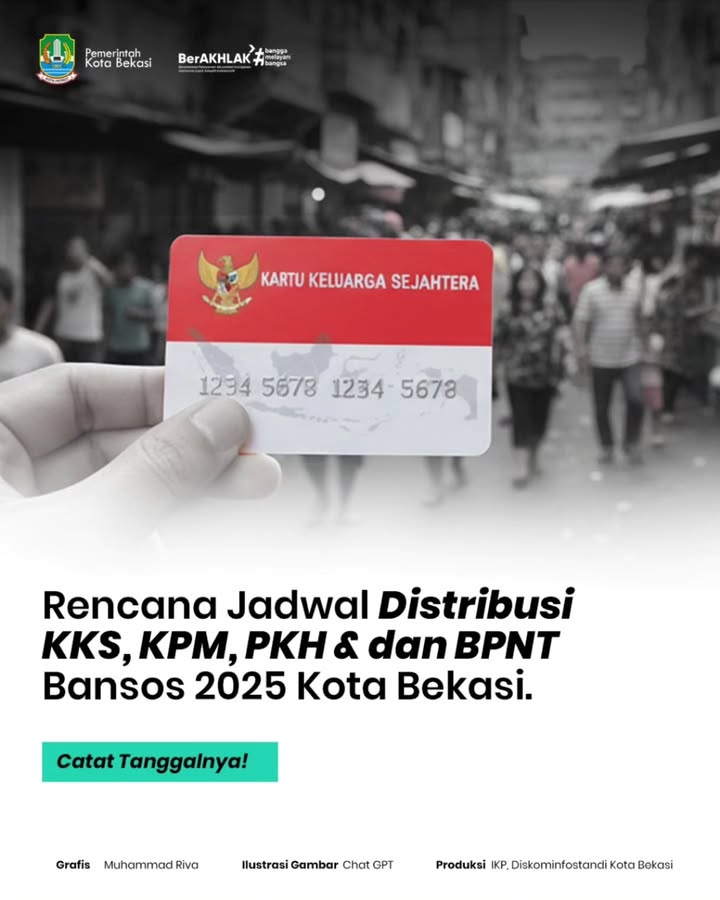 Pemerintah
Kota Bekasi
BerAKHLAK
#bangga
melayani
bangsa
KARTU KELUARGA SEJAHTERA
1234 5678 1234 5678
Rencana Jadwal Distribusi
KKS, KPM, PKH & dan BPNT
Bansos 2025 Kota Bekasi.
Catat Tanggalnya!
Grafis Muhammad Riva
Ilustrasi Gambar Chat GPT
Produksi IKP, Diskominfostandi Kota Bekasi